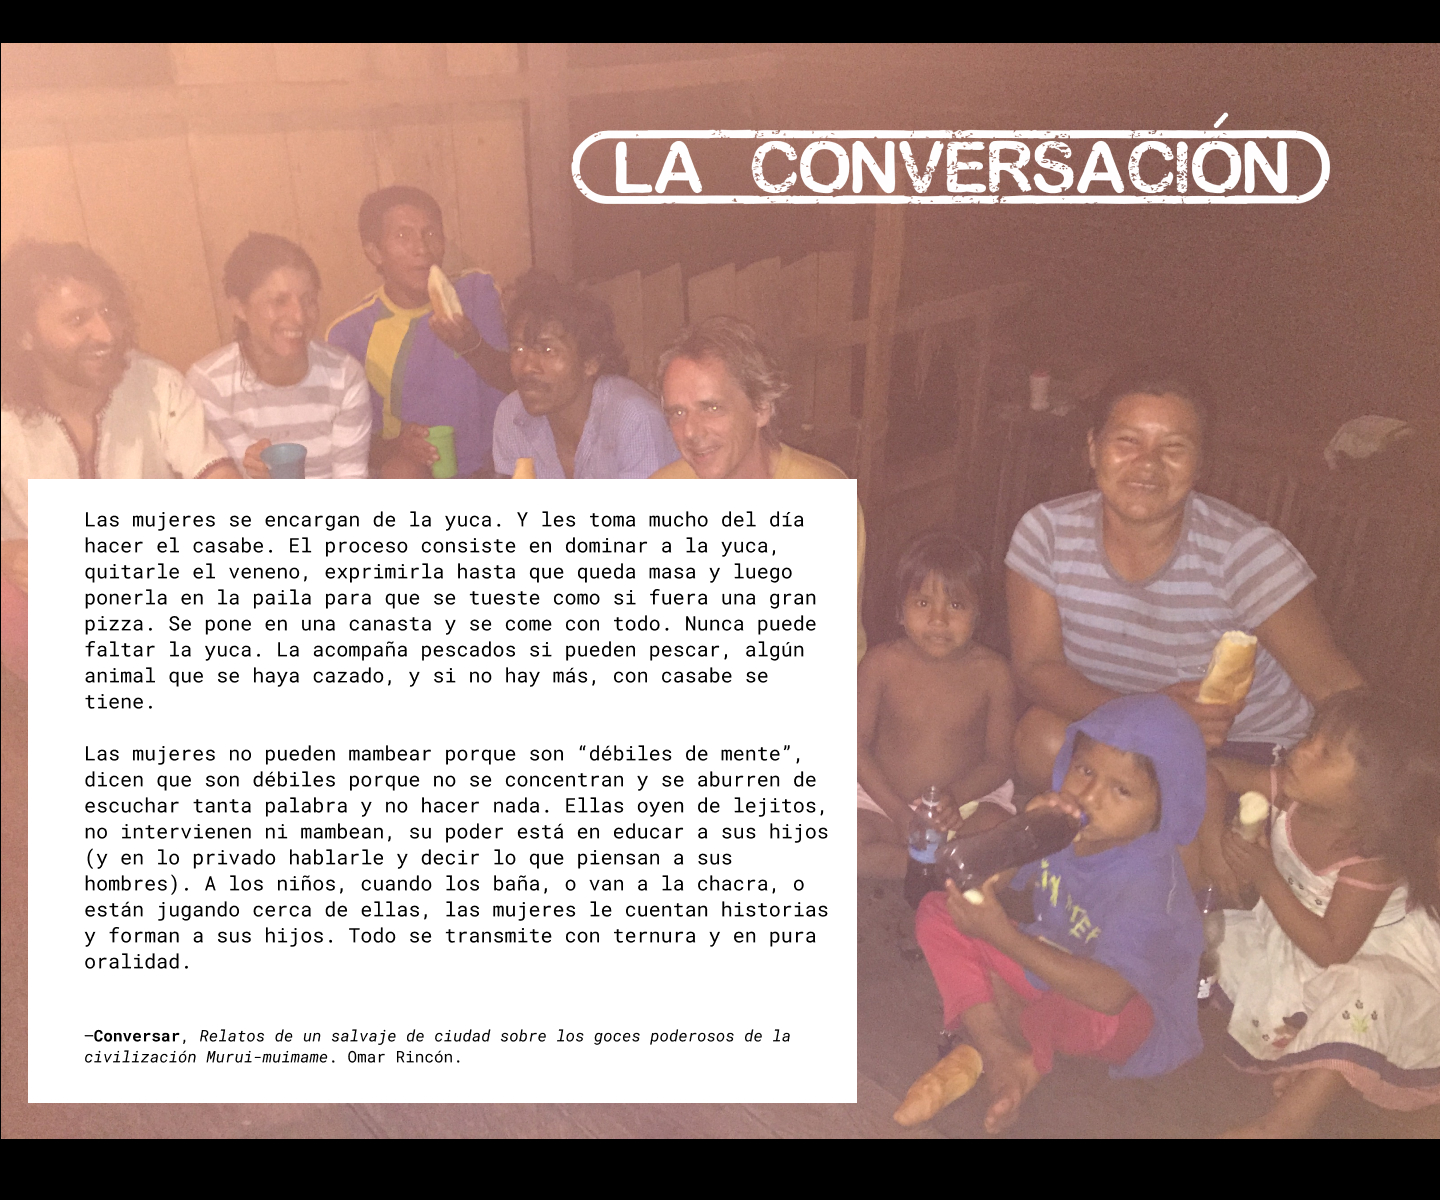 LA CONVERSACIÓN
Las mujeres se encargan de la yuca. Y les toma mucho del día
hacer el casabe. El proceso consiste en dominar a la yuca,
quitarle el veneno, exprimirla hasta que queda masa y luego
ponerla en la paila para que se tueste como si fuera una gran
pizza. Se pone en una canasta y se come con todo. Nunca puede
faltar la yuca. La acompaña pescados si pueden pescar, algún
animal que se haya cazado, y si no hay más, con casabe se
tiene.
Las mujeres no pueden mambear porque son “débiles de mente”,
dicen que son débiles porque no se concentran y se aburren de
escuchar tanta palabra y no hacer nada. Ellas oyen de lejitos,
no intervienen ni mambean, su poder está en educar a sus hijos
(y en lo privado hablarle y decir lo que piensan a sus
hombres). A los niños, cuando los baña, o van a la chacra, o
están jugando cerca de ellas, las mujeres le cuentan historias
y forman a sus hijos. Todo se transmite con ternura y en pura
oralidad.
—Conversar, Relatos de un salvaje de ciudad sobre los goces poderosos de la
civilización Murui-muimame. Omar Rincón.